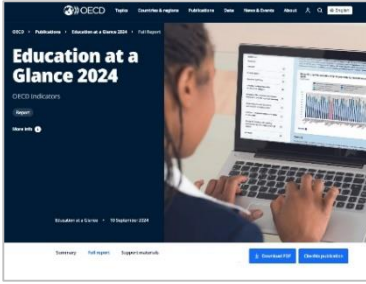 OECD Topics Countries & regions Publications Data News & Events About English
OECD Publications Education at a Glance 2024 Full Report
Education at a
Glance 2024
OECD Indicators
Report
More info
Education at a Glance 10 September 2024
Summary Full report Support materials
Download PDF Cite this publication